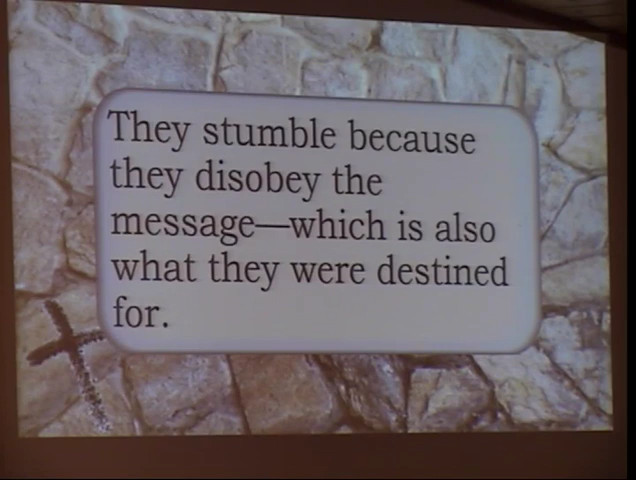 They stumble because
they disobey the
message—which is also
what they were destined
for.